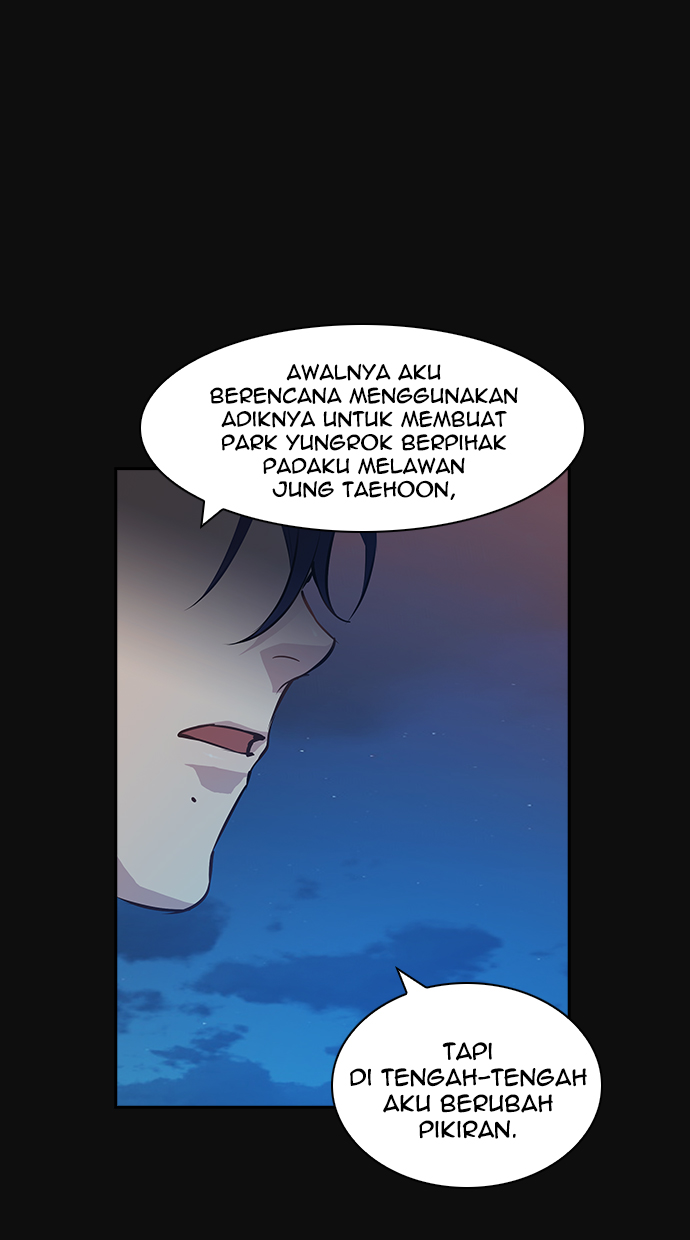 AWALNYA AKU
BERENCANA MENGGUNAKAN
ADIKNYA UNTUK MEMBUAT
PARK YUNGROK BERPIHAK
PADAKU MELAWAN
JUNG TAEHOON,
TAPI
DI TENGAH-TENGAH
AKU BERUBAH
PIKIRAN.